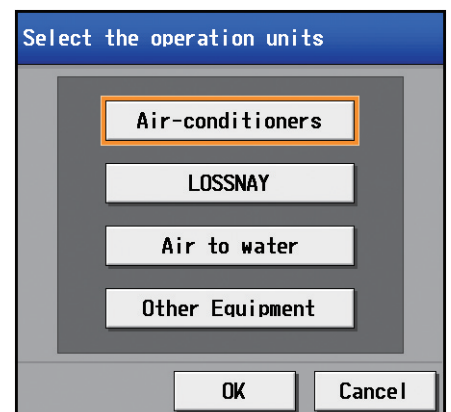 Select the operation units
Air-conditioners
LOSSNAY
Air to water
Other Equipment
OK Cancel